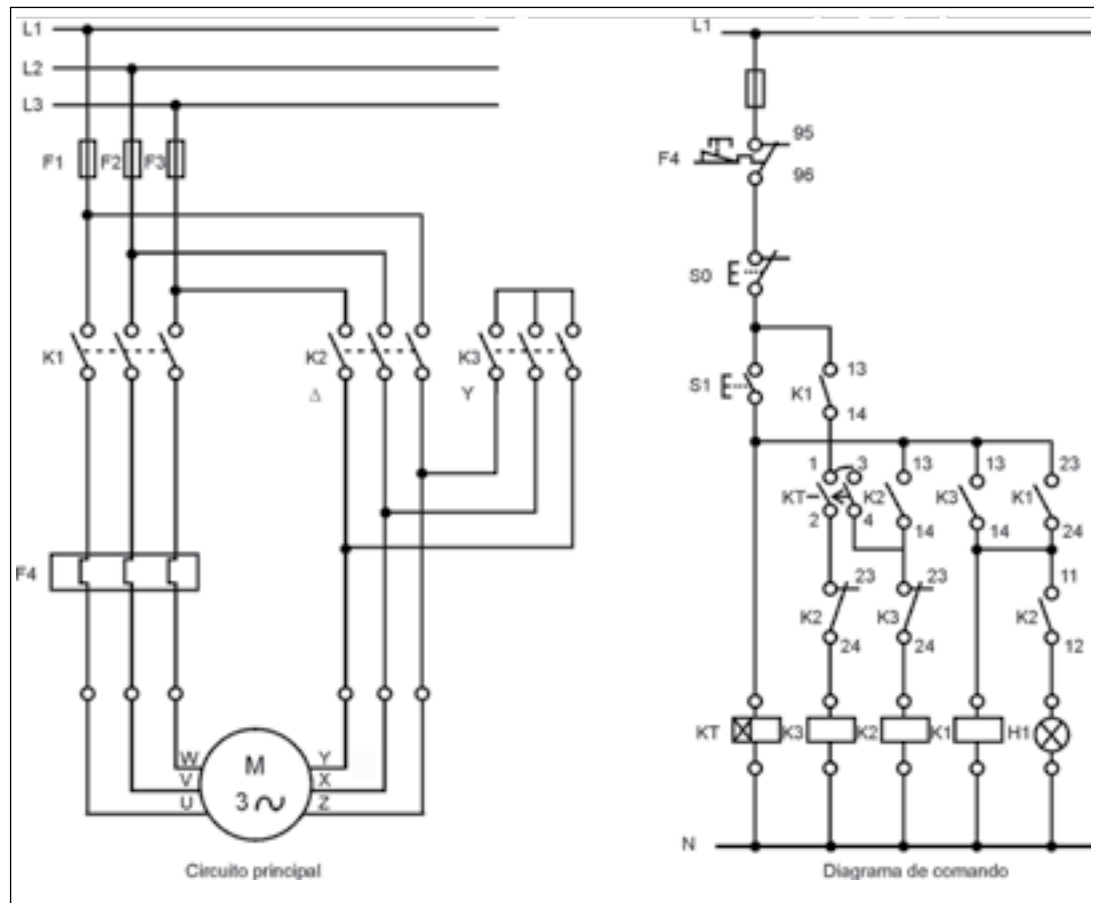 L1
L2
L3
F1 F2 F3
K1 K2 K3
Δ Y
F4
W Y
V M X
U 3 Z
Circuito principal
L1
95
F4
96
S0
S1 13
K1
14
1 3 13 13 23
KT K2 K3 K1
2 4 14 14 24
23 23 11
K2 K3 K2
24 24 12
KT K3 K2 K1 H1
N
Diagrama de comando